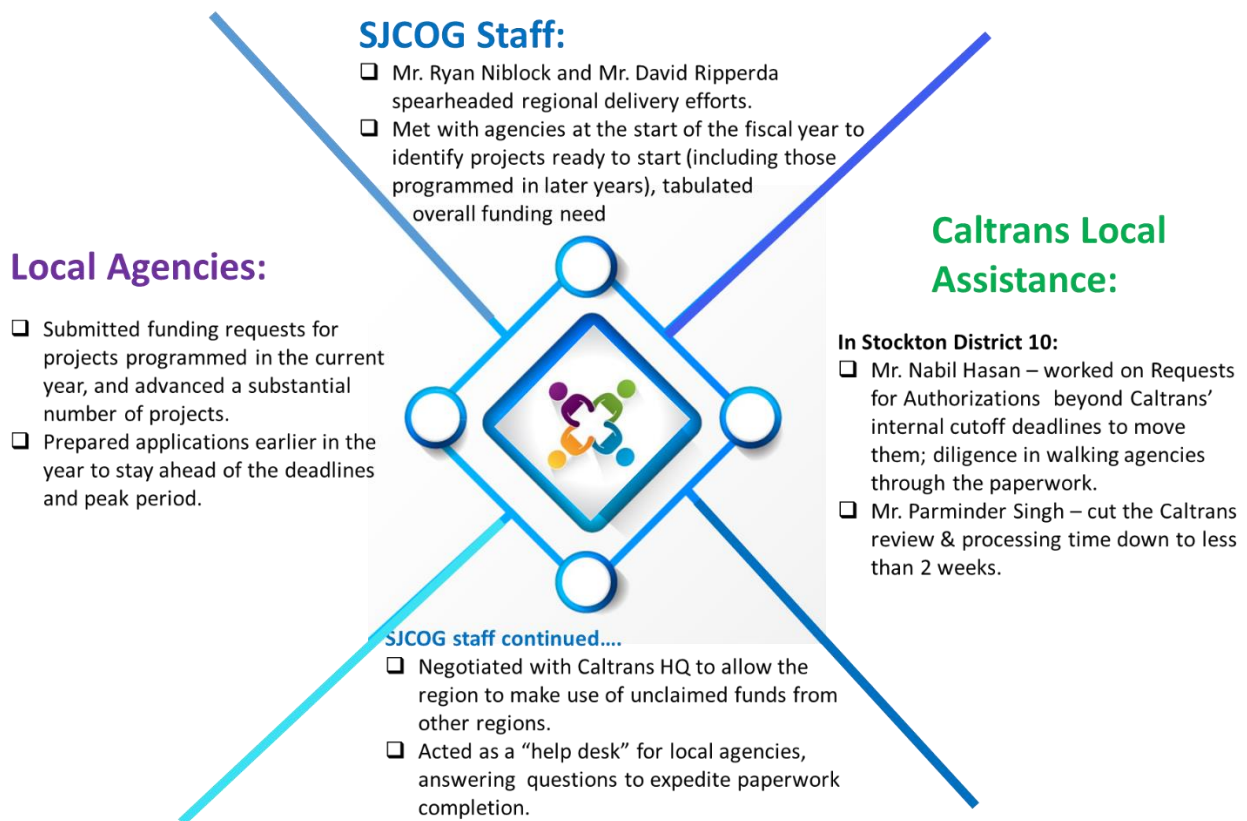 SJCOG Staff:
❑ Mr. Ryan Niblock and Mr. David Ripperda
spearheaded regional delivery efforts.
❑ Met with agencies at the start of the fiscal year to
identify projects ready to start (including those
programmed in later years), tabulated
overall funding need
Local Agencies:
❑ Submitted funding requests for
projects programmed in the current
year, and advanced a substantial
number of projects.
❑ Prepared applications earlier in the
year to stay ahead of the deadlines
and peak period.
Caltrans Local
Assistance:
In Stockton District 10:
❑ Mr. Nabil Hasan – worked on Requests
for Authorizations beyond Caltrans’
internal cutoff deadlines to move
them; diligence in walking agencies
through the paperwork.
❑ Mr. Parminder Singh – cut the Caltrans
review & processing time down to less
than 2 weeks.
SJCOG staff continued….
❑ Negotiated with Caltrans HQ to allow the
region to make use of unclaimed funds from
other regions.
❑ Acted as a “help desk” for local agencies,
answering questions to expedite paperwork
completion.